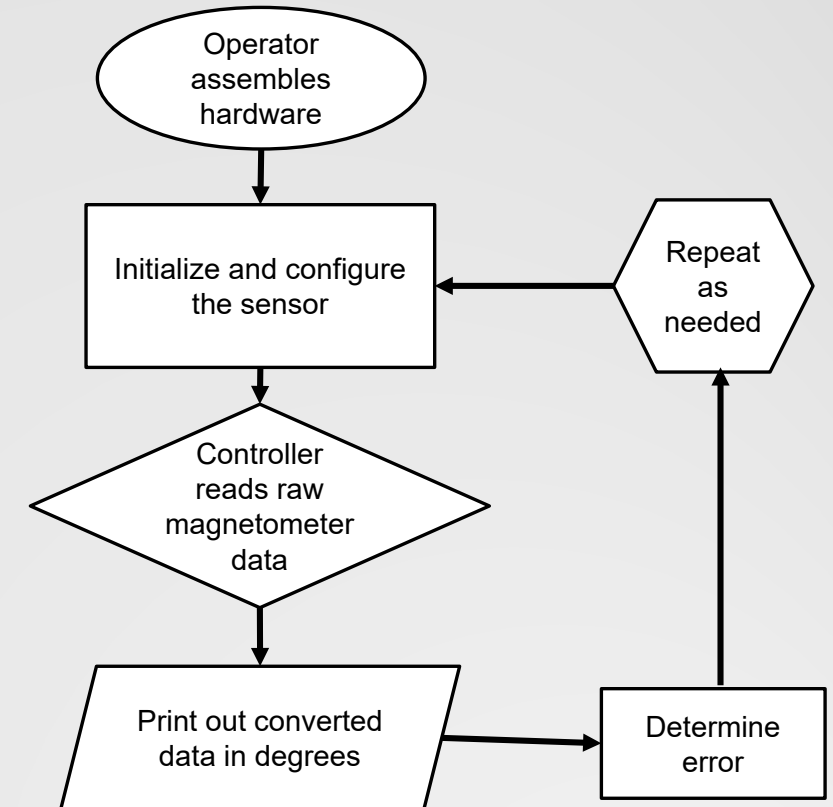 Operator
assembles
hardware
Initialize and configure
the sensor
Repeat
as
needed
Controller
reads raw
magnetometer
data
Print out converted
data in degrees
Determine
error